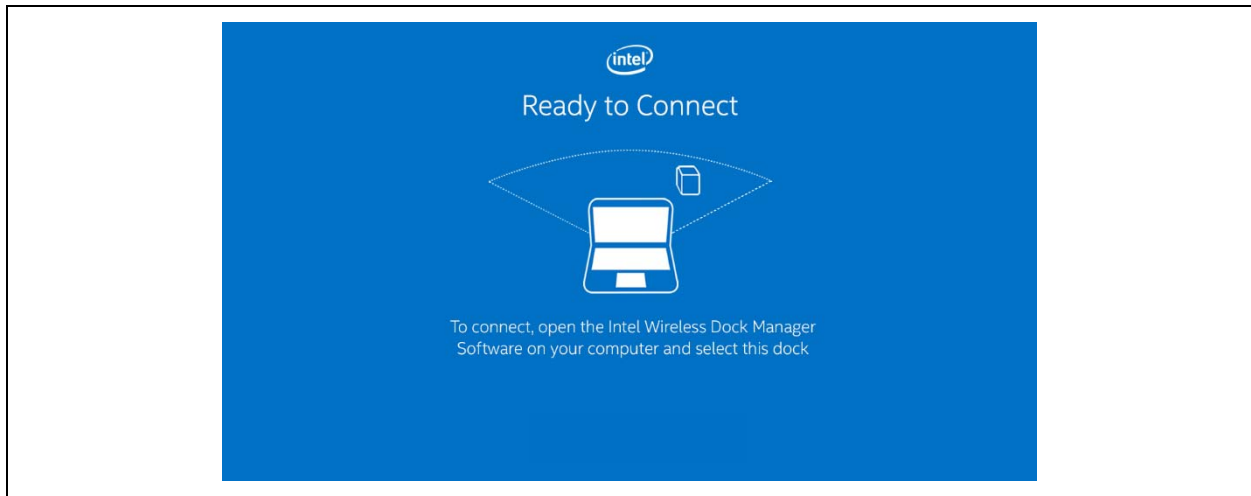 intel
Ready to Connect
To connect, open the Intel Wireless Dock Manager
Software on your computer and select this dock